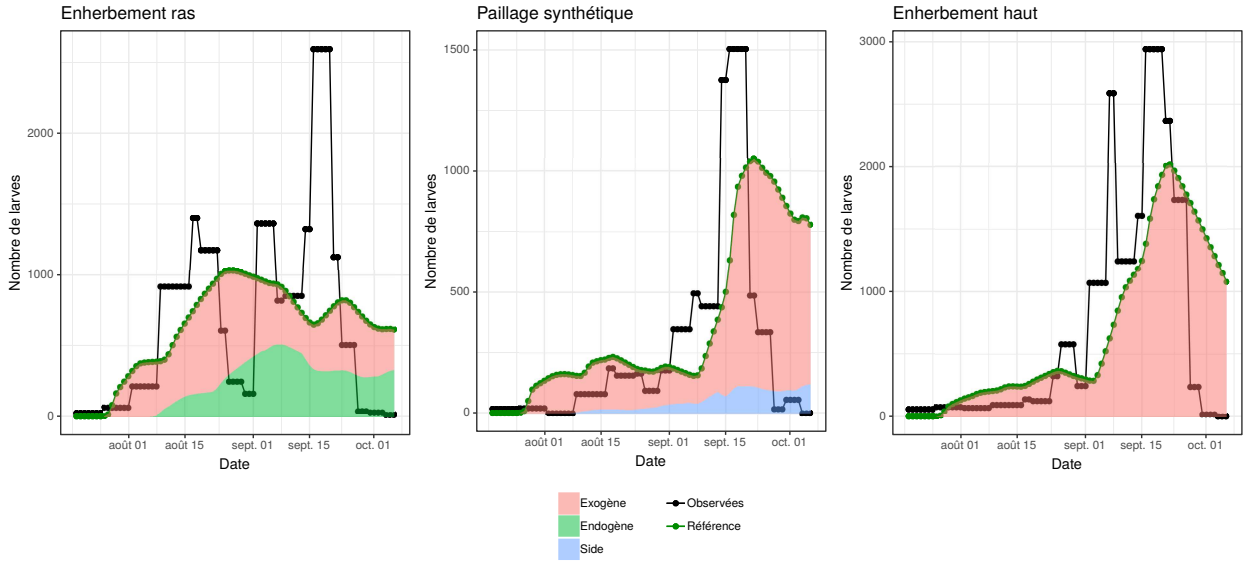 Enherbement ras
Paillage synthétique
Enherbement haut
Nombre de larves
2000
1000
0
août 01
août 15
sept. 01
sept. 15
oct. 01
Date
Nombre de larves
1500
1000
500
0
août 01
août 15
sept. 01
sept. 15
oct. 01
Date
Nombre de larves
3000
2000
1000
0
août 01
août 15
sept. 01
sept. 15
oct. 01
Date
Exogène
Endogène
Side
Observées
Référence